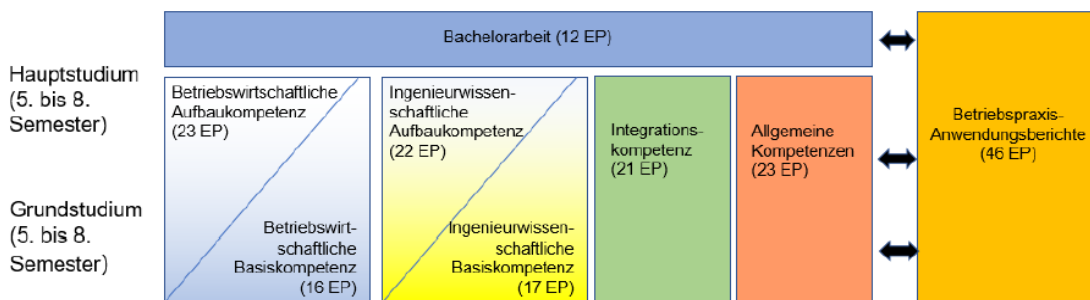 Bachelorarbeit (12 EP)
Hauptstudium
(5. bis 8.
Semester)
Betriebswirtschaftliche
Aufbaukompetenz
(23 EP)
Ingenieurwissen-
schaftliche
Aufbaukompetenz
(22 EP)
Integrations-
kompetenz
(21 EP)
Allgemeine
Kompetenzen
(23 EP)
Betriebspraxis-
Anwendungsberichte
(46 EP)
Grundstudium
(5. bis 8.
Semester)
Betriebswirt-
schaftliche
Basiskompetenz
(16 EP)
Ingenieurwissen-
schaftliche
Basiskompetenz
(17 EP)